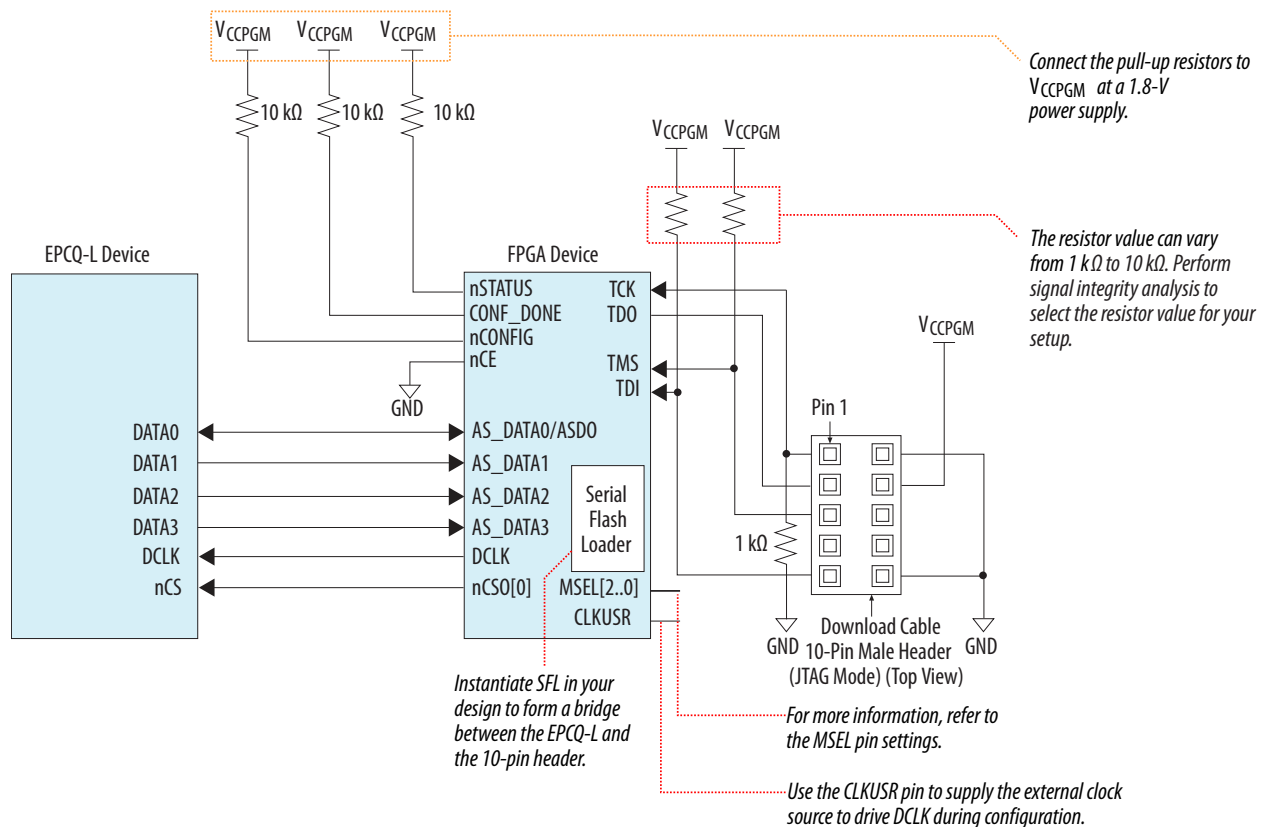 VCCPGM VCCPGM VCCPGM
10 kΩ 10 kΩ 10 kΩ
Connect the pull-up resistors to
VCCPGM at a 1.8-V
power supply.
VCCPGM VCCPGM
The resistor value can vary
from 1 kΩ to 10 kΩ. Perform
signal integrity analysis to
select the resistor value for your
setup.
EPCQ-L Device
DATA0
DATA1
DATA2
DATA3
DCLK
nCS
FPGA Device
nSTATUS
CONF_DONE
nCONFIG
nCE
GND
AS_DATA0/ASDO
AS_DATA1
AS_DATA2
AS_DATA3
DCLK
nCSO[0]
TCK
TDO
TMS
TDI
Serial
Flash
Loader
MSEL[2..0]
CLKUSR
VCCPGM
Pin 1
1 kΩ
GND
GND
Download Cable
10-Pin Male Header
(JTAG Mode) (Top View)
Instantiate SFL in your
design to form a bridge
between the EPCQ-L and
the 10-pin header.
For more information, refer to
the MSEL pin settings.
Use the CLKUSR pin to supply the external clock
source to drive DCLK during configuration.